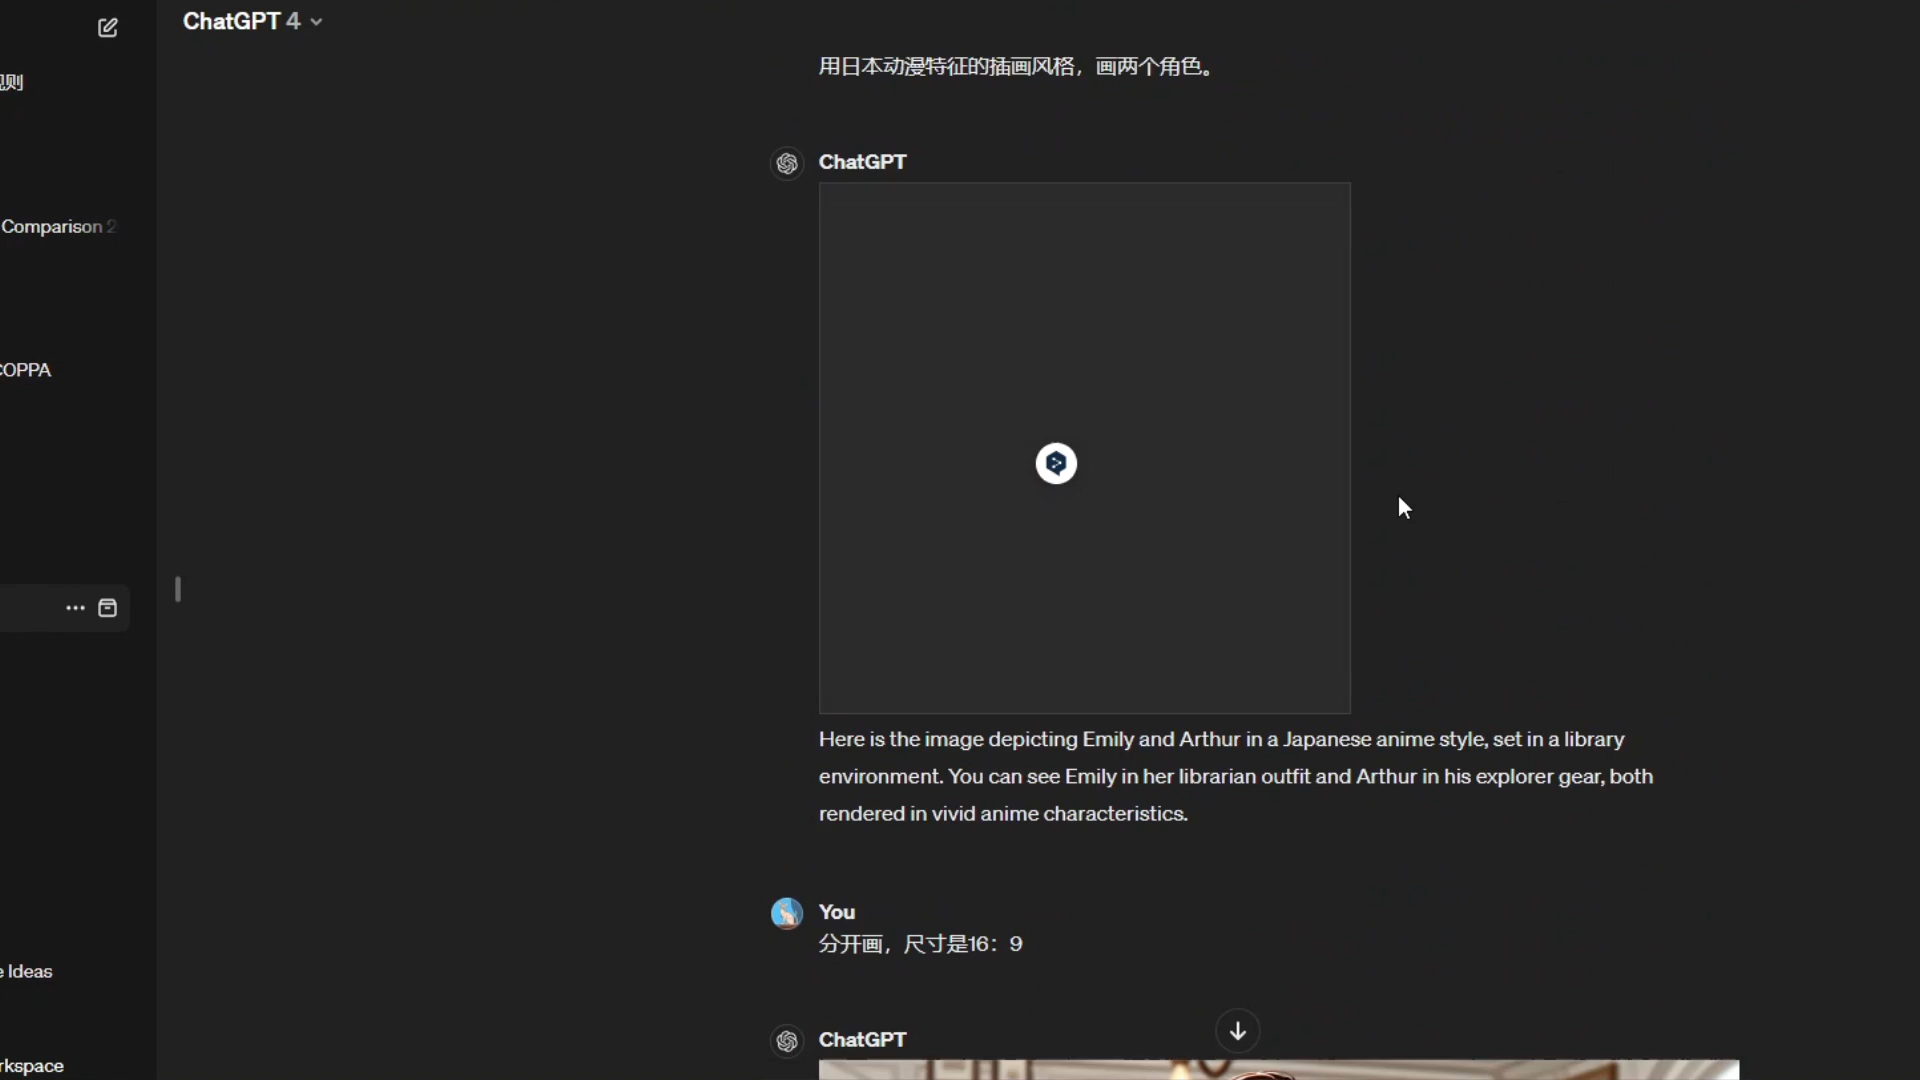 ChatGPT 4
用日本动漫特征的插画风格，画两个角色。
则
Comparison 2
COPPA
e Ideas
rkspace
ChatGPT
Here is the image depicting Emily and Arthur in a Japanese anime style, set in a library
environment. You can see Emily in her librarian outfit and Arthur in his explorer gear, both
rendered in vivid anime characteristics.
You
分开画，尺寸是16：9
ChatGPT